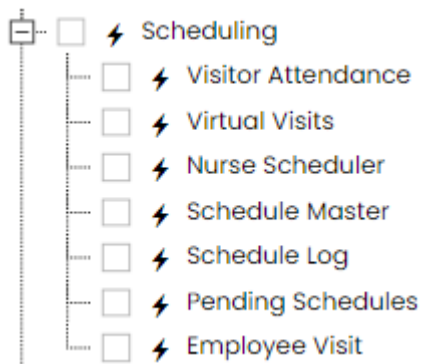 Scheduling
Visitor Attendance
Virtual Visits
Nurse Scheduler
Schedule Master
Schedule Log
Pending Schedules
Employee Visit